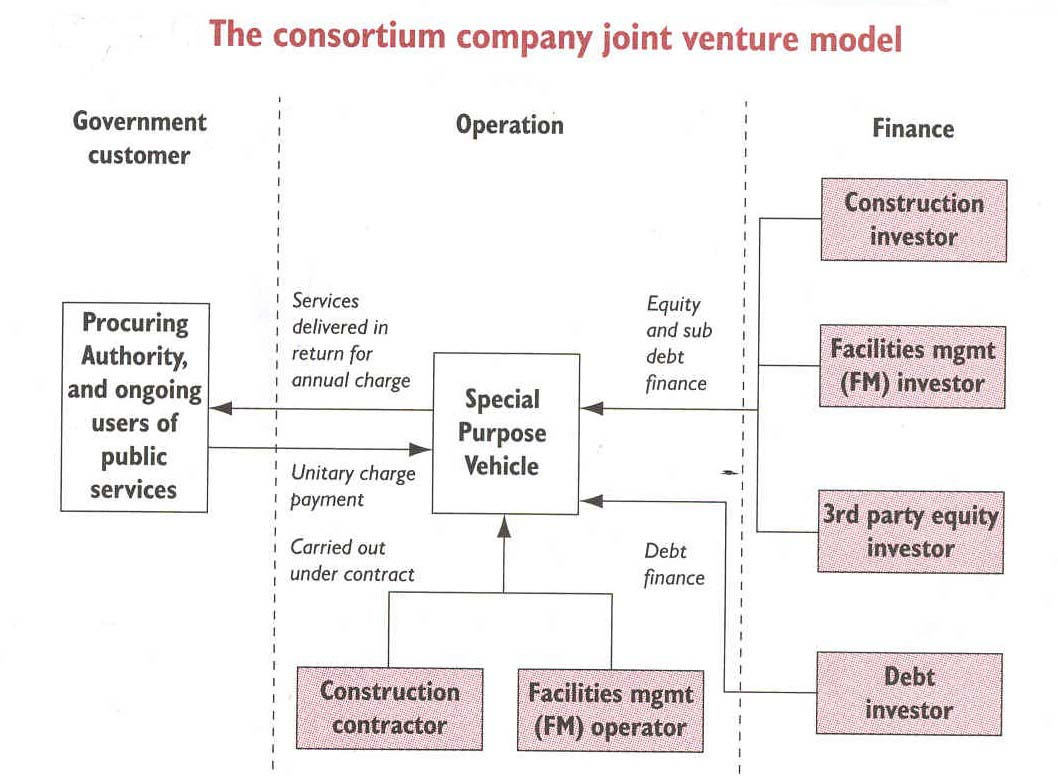 The consortium company joint venture model
Government
customer
Operation
Finance
Construction
investor
Services
delivered in
return for
annual charge
Equity
and sub
debt
finance
Procuring
Authority,
and ongoing
users of
public
services
Special
Purpose
Vehicle
Facilities mgmt
(FM) investor
Unitary charge
payment
3rd party equity
investor
Carried out
under contract
Debt
finance
Construction
contractor
Facilities mgmt
(FM) operator
Debt
investor